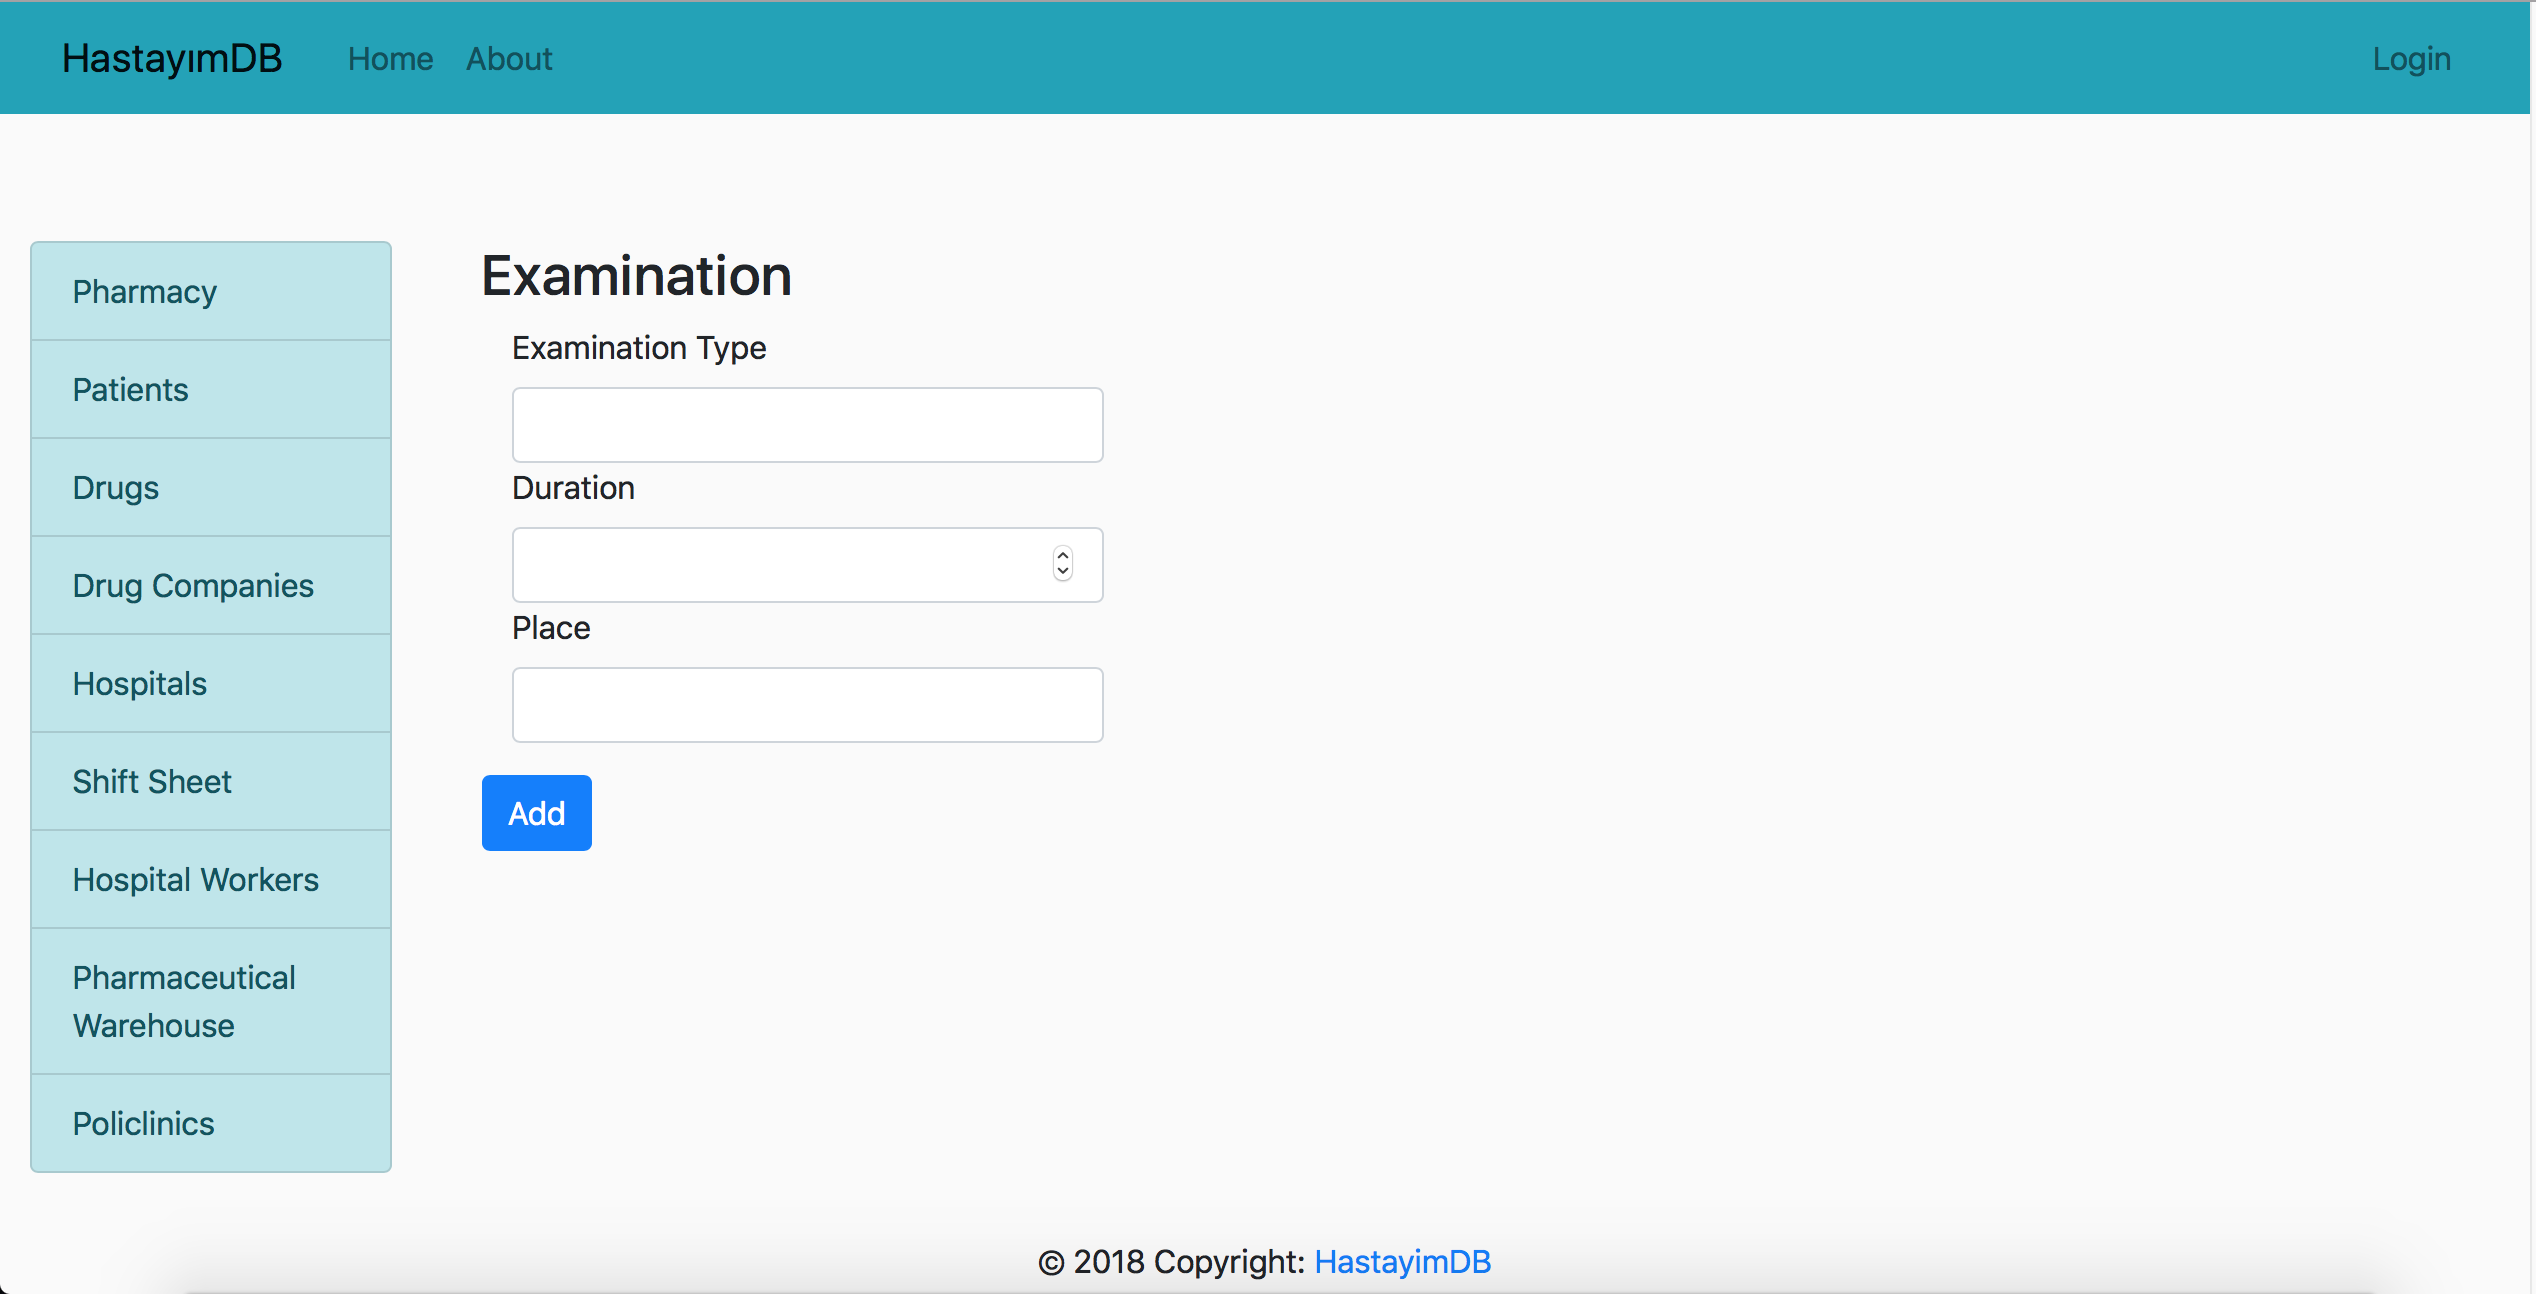 HastayımDB Home About Login
Pharmacy
Patients
Drugs
Drug Companies
Hospitals
Shift Sheet
Hospital Workers
Pharmaceutical
Warehouse
Policlinics
Examination
Examination Type
Duration
Place
Add
© 2018 Copyright: HastayimDB